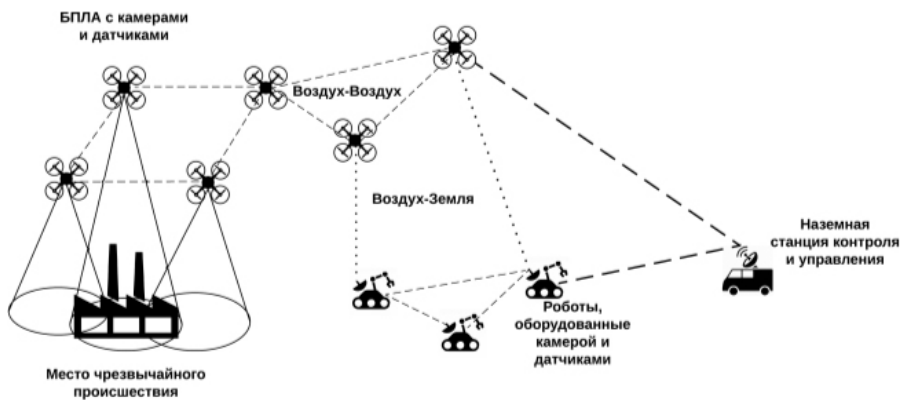 БПЛА с камерами
и датчиками
Воздух-Воздух
Воздух-Земля
Наземная
станция контроля
и управления
Роботы,
оборудованные
камерой и
датчиками
Место чрезвычайного
происшествия